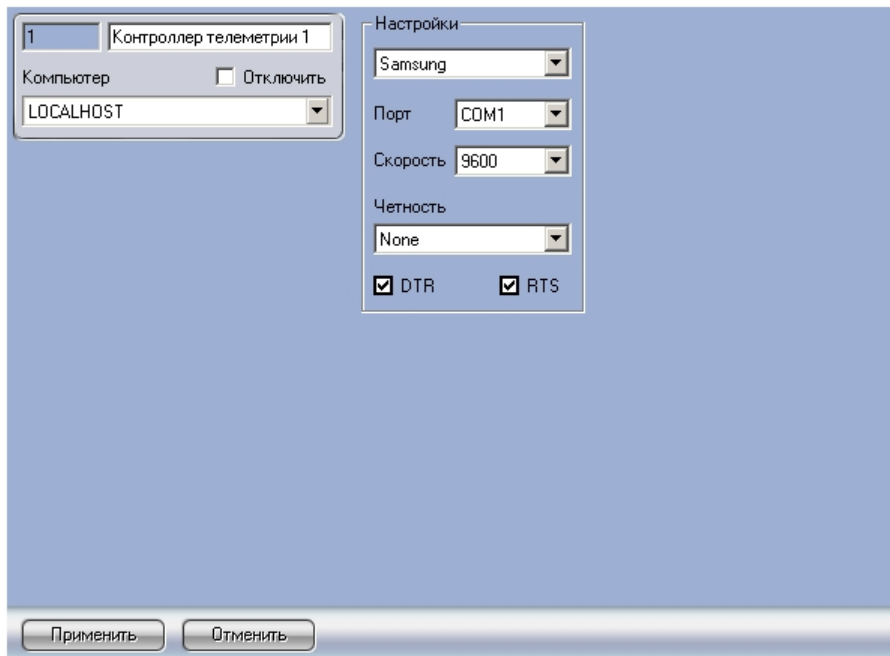 1 Контроллер телеметрии 1
Компьютер Отключить
LOCALHOST
Настройки
Samsung
Порт COM1
Скорость 9600
Четность
None
DTR RTS
Применить Отменить